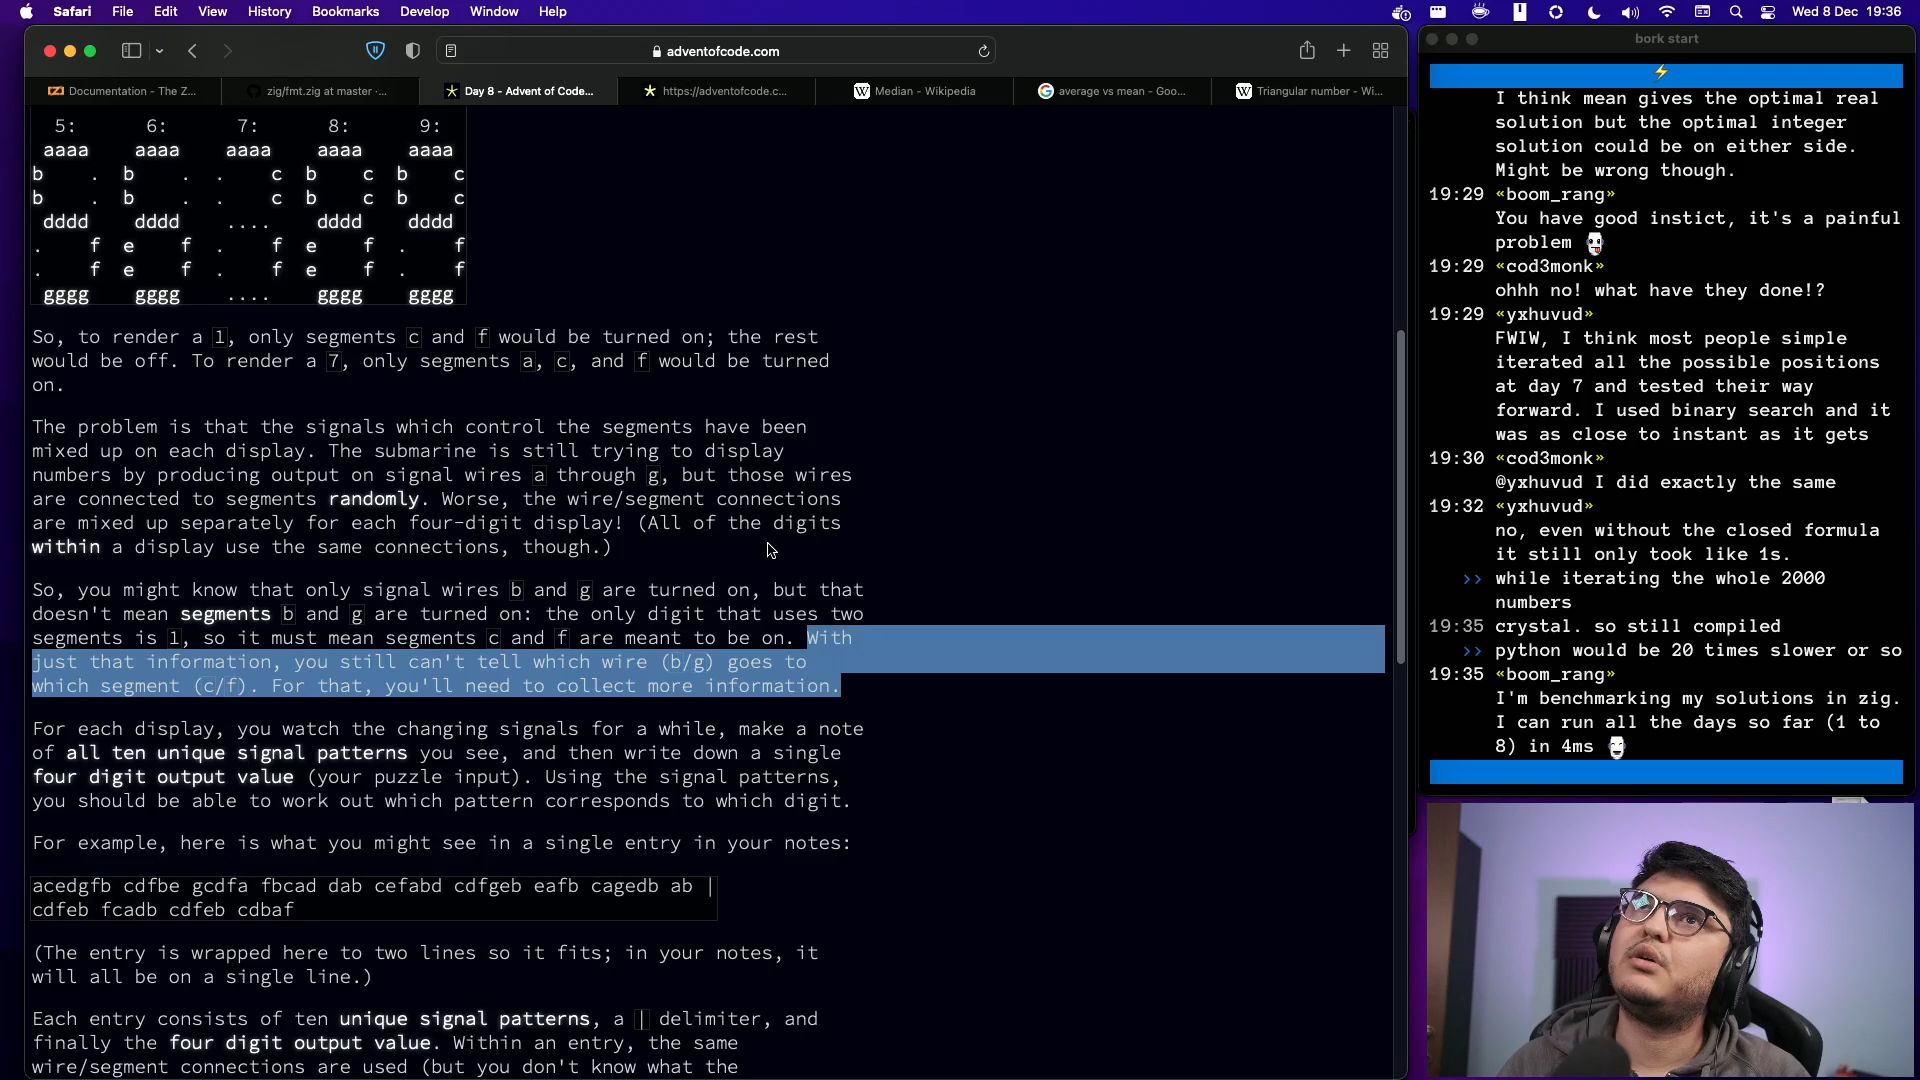 Safari File Edit View History Bookmarks Develop Window Help Wed 8 Dec 19:36
adventofcode.com
Documentation - The Z... zig/fmt.zig at master ·... Day 8 - Advent of Code... https://adventofcode.c... Median - Wikipedia average vs mean - Goo... Triangular number - Wi...
5: 6: 7: 8: 9:
aaaa aaaa aaaa aaaa aaaa
b . b . . c b c b c
b . b . . c b c b c
dddd dddd .... dddd dddd
. f e f . f e f . f
. f e f . f e f . f
gggg gggg .... gggg gggg
So, to render a 1, only segments c and f would be turned on; the rest
would be off. To render a 7, only segments a, c, and f would be turned
on.
The problem is that the signals which control the segments have been
mixed up on each display. The submarine is still trying to display
numbers by producing output on signal wires a through g, but those wires
are connected to segments randomly. Worse, the wire/segment connections
are mixed up separately for each four-digit display! (All of the digits
within a display use the same connections, though.)
So, you might know that only signal wires b and g are turned on, but that
doesn't mean segments b and g are turned on: the only digit that uses two
segments is 1, so it must mean segments c and f are meant to be on. With
just that information, you still can't tell which wire (b/g) goes to
which segment (c/f). For that, you'll need to collect more information.
For each display, you watch the changing signals for a while, make a note
of all ten unique signal patterns you see, and then write down a single
four digit output value (your puzzle input). Using the signal patterns,
you should be able to work out which pattern corresponds to which digit.
For example, here is what you might see in a single entry in your notes:
acedgfb cdfbe gcdfa fbcad dab cefabd cdfgeb eafb cagedb ab |
cdfeb fcadb cdfeb cdbaf
(The entry is wrapped here to two lines so it fits; in your notes, it
will all be on a single line.)
Each entry consists of ten unique signal patterns, a | delimiter, and
finally the four digit output value. Within an entry, the same
wire/segment connections are used (but you don't know what the
bork start
I think mean gives the optimal real
solution but the optimal integer
solution could be on either side.
Might be wrong though.
19:29 «boom_rang»
You have good instict, it's a painful
problem
19:29 «cod3monk»
ohhh no! what have they done!?
19:29 «yxhuvud»
FWIW, I think most people simple
iterated all the possible positions
at day 7 and tested their way
forward. I used binary search and it
was as close to instant as it gets
19:30 «cod3monk»
@yxhuvud I did exactly the same
19:32 «yxhuvud»
no, even without the closed formula
it still only took like 1s.
>> while iterating the whole 2000
numbers
19:35 crystal. so still compiled
>> python would be 20 times slower or so
19:35 «boom_rang»
I'm benchmarking my solutions in zig.
I can run all the days so far (1 to
8) in 4ms